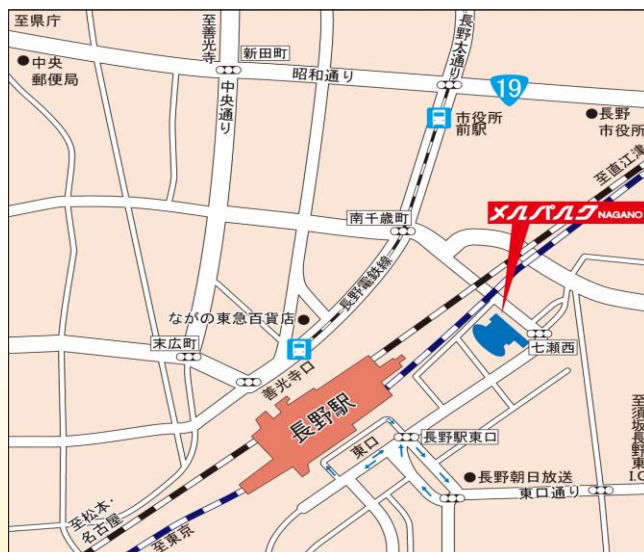 至県庁
至善光寺
新田町
長野大通り
中央
郵便局
昭和通り
19
中央通り
市役所
前駅
長野
市役所
至直江津
南千歳町
メルパルク NAGANO
長野電鉄線
ながの東急百貨店
末広町
善光寺口
七瀬西
長野駅
東口
長野駅東口
至須坂長野東I.C
長野朝日放送
東口通り
至松本・
名古屋
至東京